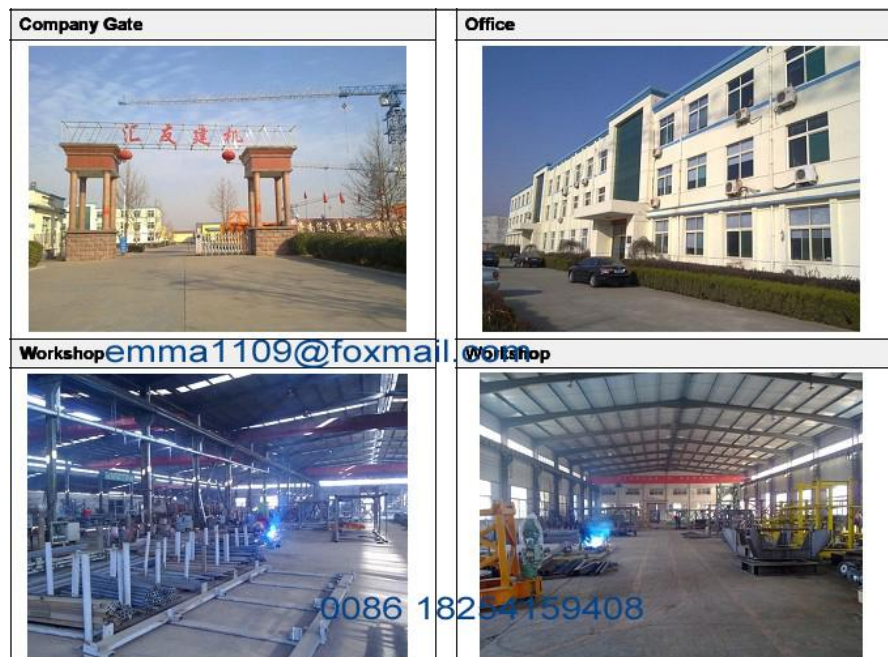 Company Gate
Office
汇友建机
Workshop
emma1109@foxmail.com
Workshop
0086 18254159408